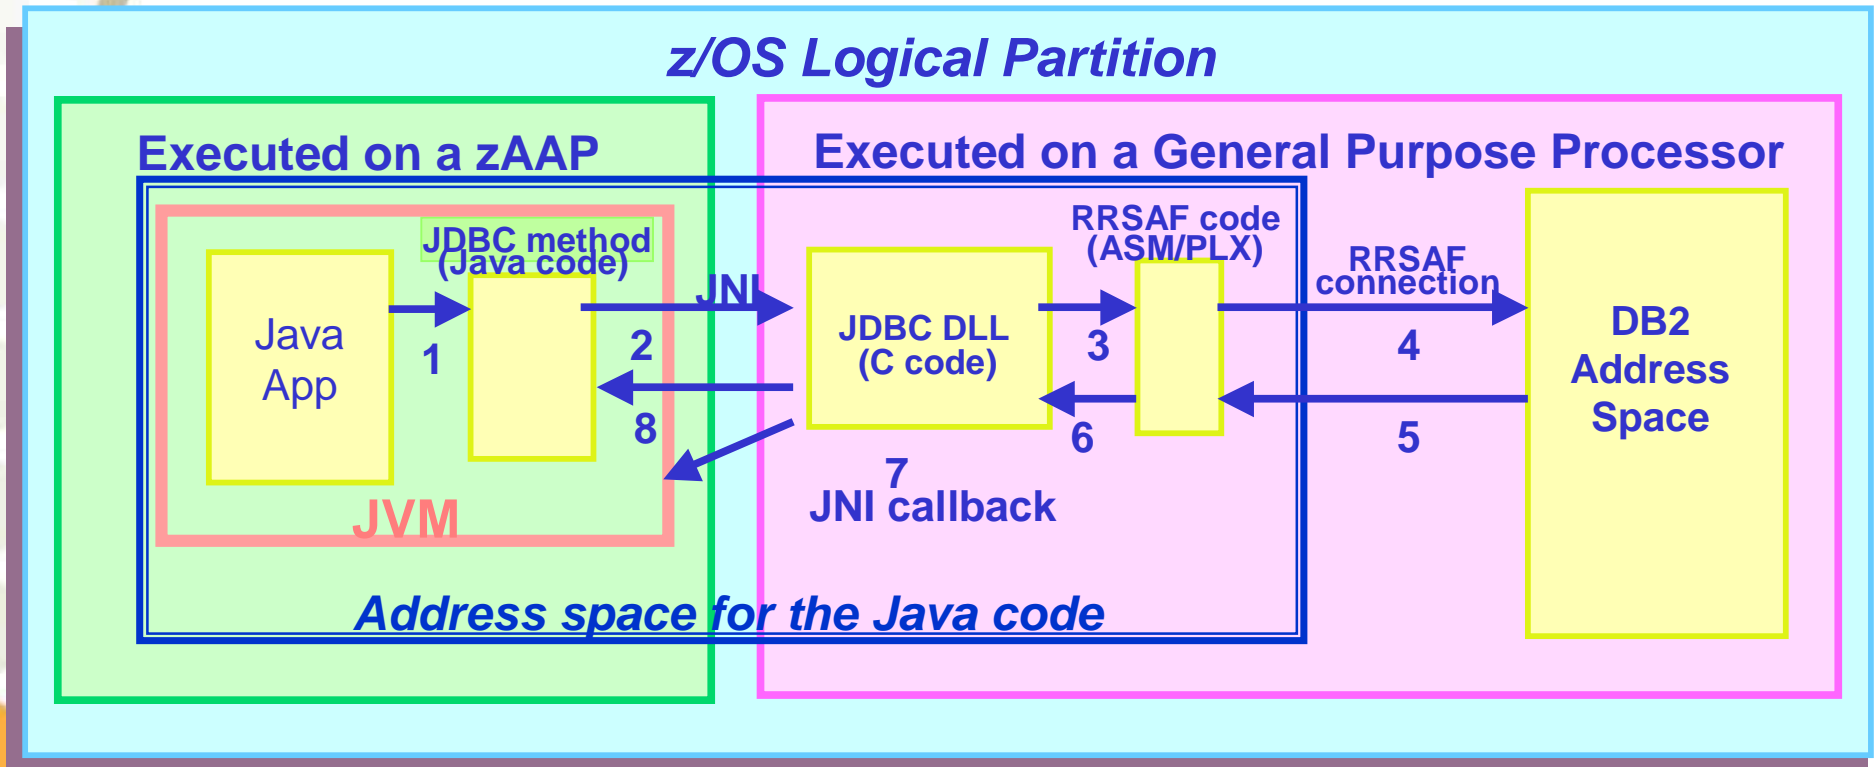 z/OS Logical Partition
Executed on a zAAP
Executed on a General Purpose Processor
JDBC method
(Java code)
RRSAF code
(ASM/PLX)
RRSAF
connection
JNI
Java
App
JDBC DLL
(C code)
DB2
Address
Space
1
2
3
4
8
6
5
7
JNI callback
JVM
Address space for the Java code